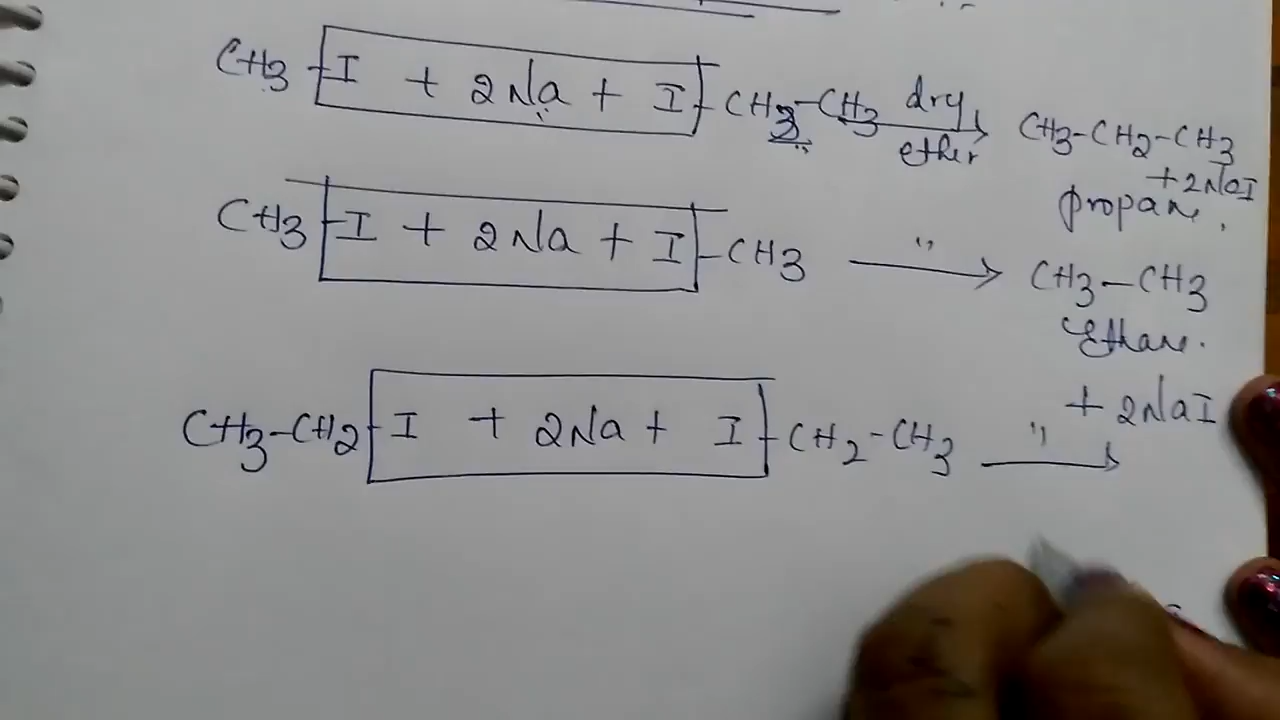 CH3-I + 2Na + I-CH3-CH3 dry ether → CH3-CH2-CH3
+2NaI
propane.
CH3-I + 2Na + I-CH3 " → CH3-CH3
Ethane.
+ 2NaI
CH3-CH2-I + 2Na + I-CH2-CH3 " →